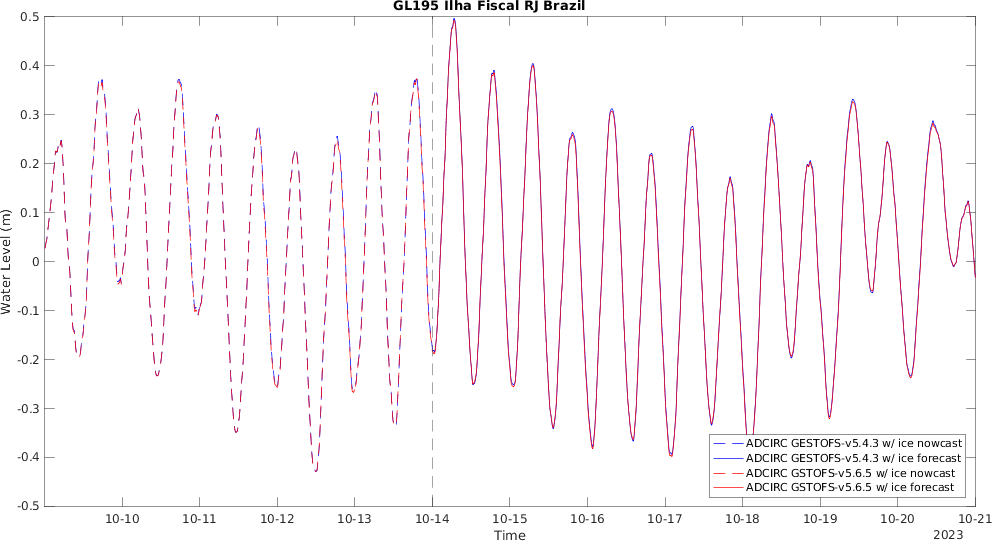 GL195 Ilha Fiscal RJ Brazil
0.5
0.4
0.3
0.2
0.1
0
-0.1
-0.2
-0.3
-0.4
-0.5
Water Level (m)
ADCIRC GESTOFS-v5.4.3 w/ ice nowcast
ADCIRC GESTOFS-v5.4.3 w/ ice forecast
ADCIRC GSTOFS-v5.6.5 w/ ice nowcast
ADCIRC GSTOFS-v5.6.5 w/ ice forecast
10-10 10-11 10-12 10-13 10-14 10-15 10-16 10-17 10-18 10-19 10-20 10-21
Time
2023